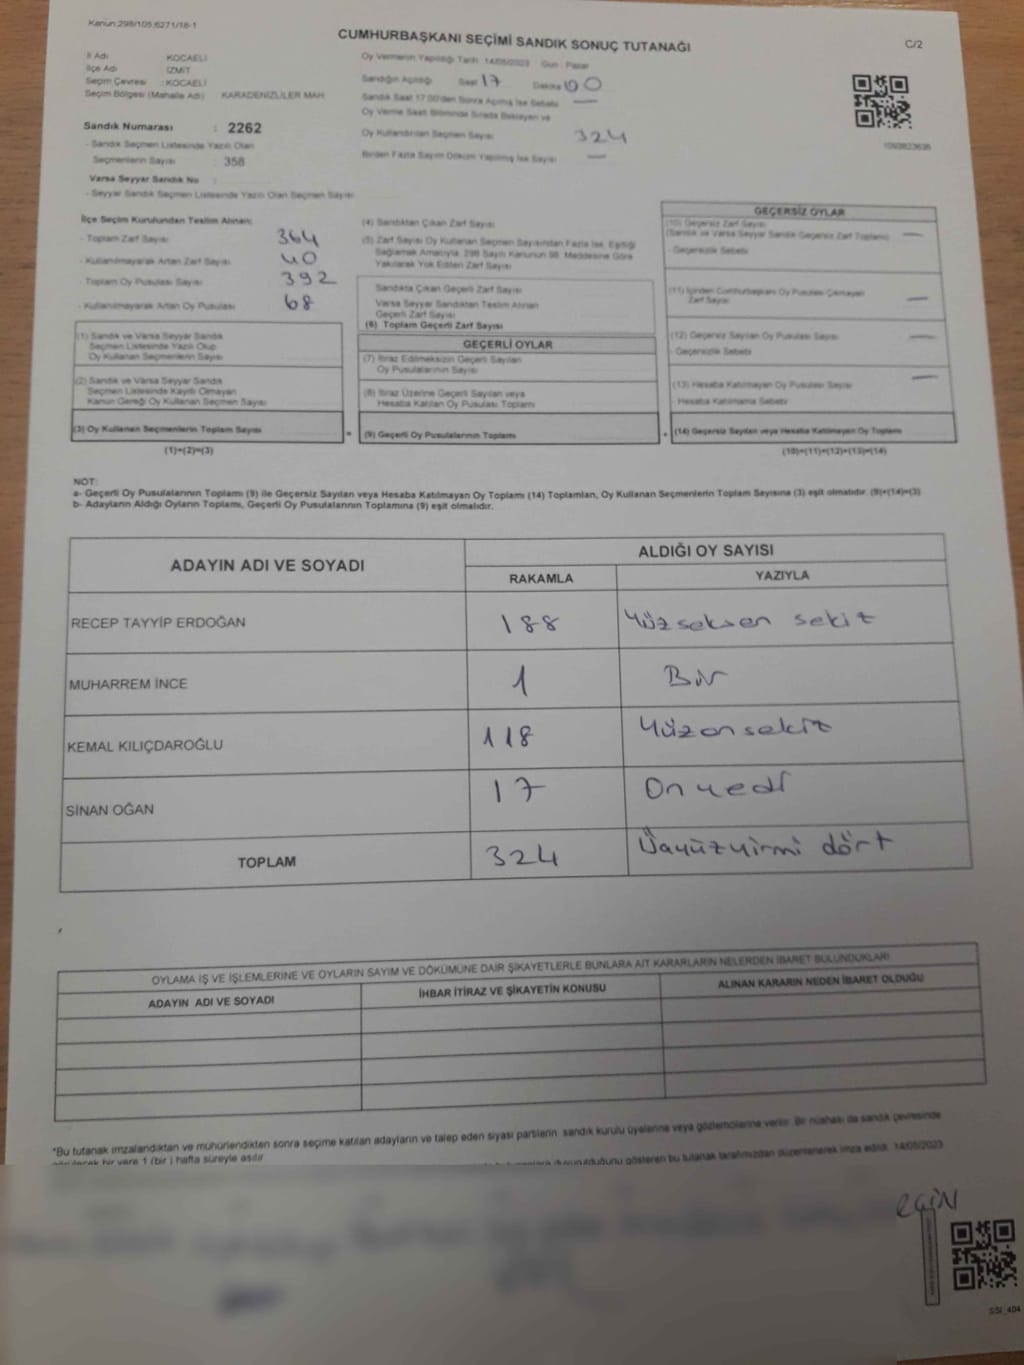 Kanun:298/105,6271/18-1
CUMHURBAŞKANI SEÇİMİ SANDIK SONUÇ TUTANAĞI
C/2
İl Adı KOCAELİ
İlçe Adı İZMİT
Seçim Çevresi : KOCAELİ
Seçim Bölgesi (Mahalle Adı) KARADENİZLİLER MAH.
Oy Vermenin Yapıldığı Tarih: 14/05/2023 Gün : Pazar
Sandığın Açıldığı Saat 17 Dakika 00
Sandık Saat 17.00'den Sonra Açılmış İse Sebebi —
Oy Verme Saat Bitiminde Sırada Bekleyen ve
Oy Kullandırılan Seçmen Sayısı 324
Birden Fazla Sayım Döküm Yapılmış İse Sayısı —
Sandık Numarası : 2262
- Sandık Seçmen Listesinde Yazılı Olan
Seçmenlerin Sayısı : 358
Varsa Seyyar Sandık No :
- Seyyar Sandık Seçmen Listesinde Yazılı Olan Seçmen Sayısı
İlçe Seçim Kurulundan Teslim Alınan:
- Toplam Zarf Sayısı 364
- Kullanılmayarak Artan Zarf Sayısı 40
- Toplam Oy Pusulası Sayısı 392
- Kullanılmayarak Artan Oy Pusulası 68
(4) Sandıktan Çıkan Zarf Sayısı
(5) Zarf Sayısı Oy Kullanan Seçmen Sayısından Fazla İse, Eşitliği
Sağlamak Amacıyla, 298 Sayılı Kanunun 98. Maddesine Göre
Yakılarak Yok Edilen Zarf Sayısı
Sandıkta Çıkan Geçerli Zarf Sayısı
Varsa Seyyar Sandıktan Teslim Alınan
Geçerli Zarf Sayısı
(6) Toplam Geçerli Zarf Sayısı
GEÇERLİ OYLAR
(7) İtiraz Edilmeksizin Geçerli Sayılan
Oy Pusulalarının Sayısı
(8) İtiraz Üzerine Geçerli Sayılan veya
Hesaba Katılan Oy Pusulası Toplamı
(9) Geçerli Oy Pusulalarının Toplamı
GEÇERSİZ OYLAR
(10) Geçersiz Zarf Sayısı
(Sandık ve Varsa Seyyar Sandık Geçersiz Zarf Toplamı) —
- Geçersizlik Sebebi
(11) İçinden Cumhurbaşkanı Oy Pusulası Çıkmayan
Zarf Sayısı —
(12) Geçersiz Sayılan Oy Pusulası Sayısı —
- Geçersizlik Sebebi
(13) Hesaba Katılmayan Oy Pusulası Sayısı —
- Hesaba Katılmama Sebebi
(14) Geçersiz Sayılan veya Hesaba Katılmayan Oy Toplamı
(10)+(11)+(12)+(13)=(14)
(1) Sandık ve Varsa Seyyar Sandık
Seçmen Listesinde Yazılı Olup
Oy Kullanan Seçmenlerin Sayısı
(2) Sandık ve Varsa Seyyar Sandık
Seçmen Listesinde Kayıtlı Olmayan
Kanun Gereği Oy Kullanan Seçmen Sayısı
(3) Oy Kullanan Seçmenlerin Toplam Sayısı
(1)+(2)=(3)
=
+
NOT:
a- Geçerli Oy Pusulalarının Toplamı (9) ile Geçersiz Sayılan veya Hesaba Katılmayan Oy Toplamı (14) Toplamları, Oy Kullanan Seçmenlerin Toplam Sayısına (3) eşit olmalıdır. (9)+(14)=(3)
b- Adayların Aldığı Oyların Toplamı, Geçerli Oy Pusulalarının Toplamına (9) eşit olmalıdır.
ADAYIN ADI VE SOYADI
ALDIĞI OY SAYISI
RAKAMLA YAZIYLA
RECEP TAYYİP ERDOĞAN 188 Yüzseksen sekiz
MUHARREM İNCE 1 Bir
KEMAL KILIÇDAROĞLU 118 Yüzonsekiz
SİNAN OĞAN 17 Onyedi
TOPLAM 324 Üçyüzyirmi dört
OYLAMA İŞ VE İŞLEMLERİNE VE OYLARIN SAYIM VE DÖKÜMÜNE DAİR ŞİKAYETLERLE BUNLARA AİT KARARLARIN NELERDEN İBARET BULUNDUKLARI
ADAYIN ADI VE SOYADI İHBAR İTİRAZ VE ŞİKAYETİN KONUSU ALINAN KARARIN NEDEN İBARET OLDUĞU
*Bu tutanak imzalandıktan ve mühürlendikten sonra seçime katılan adayların ve talep eden siyasi partilerin sandık kurulu üyelerine veya gözlemcilerine verilir. Bir nüshası da sandık çevresinde
görülecek bir yere 1 (bir) hafta süreyle asılır. duyurulduğunu gösteren bu tutanak tarafımızdan düzenlenerek imza edildi. 14/05/2023
SSİ_404